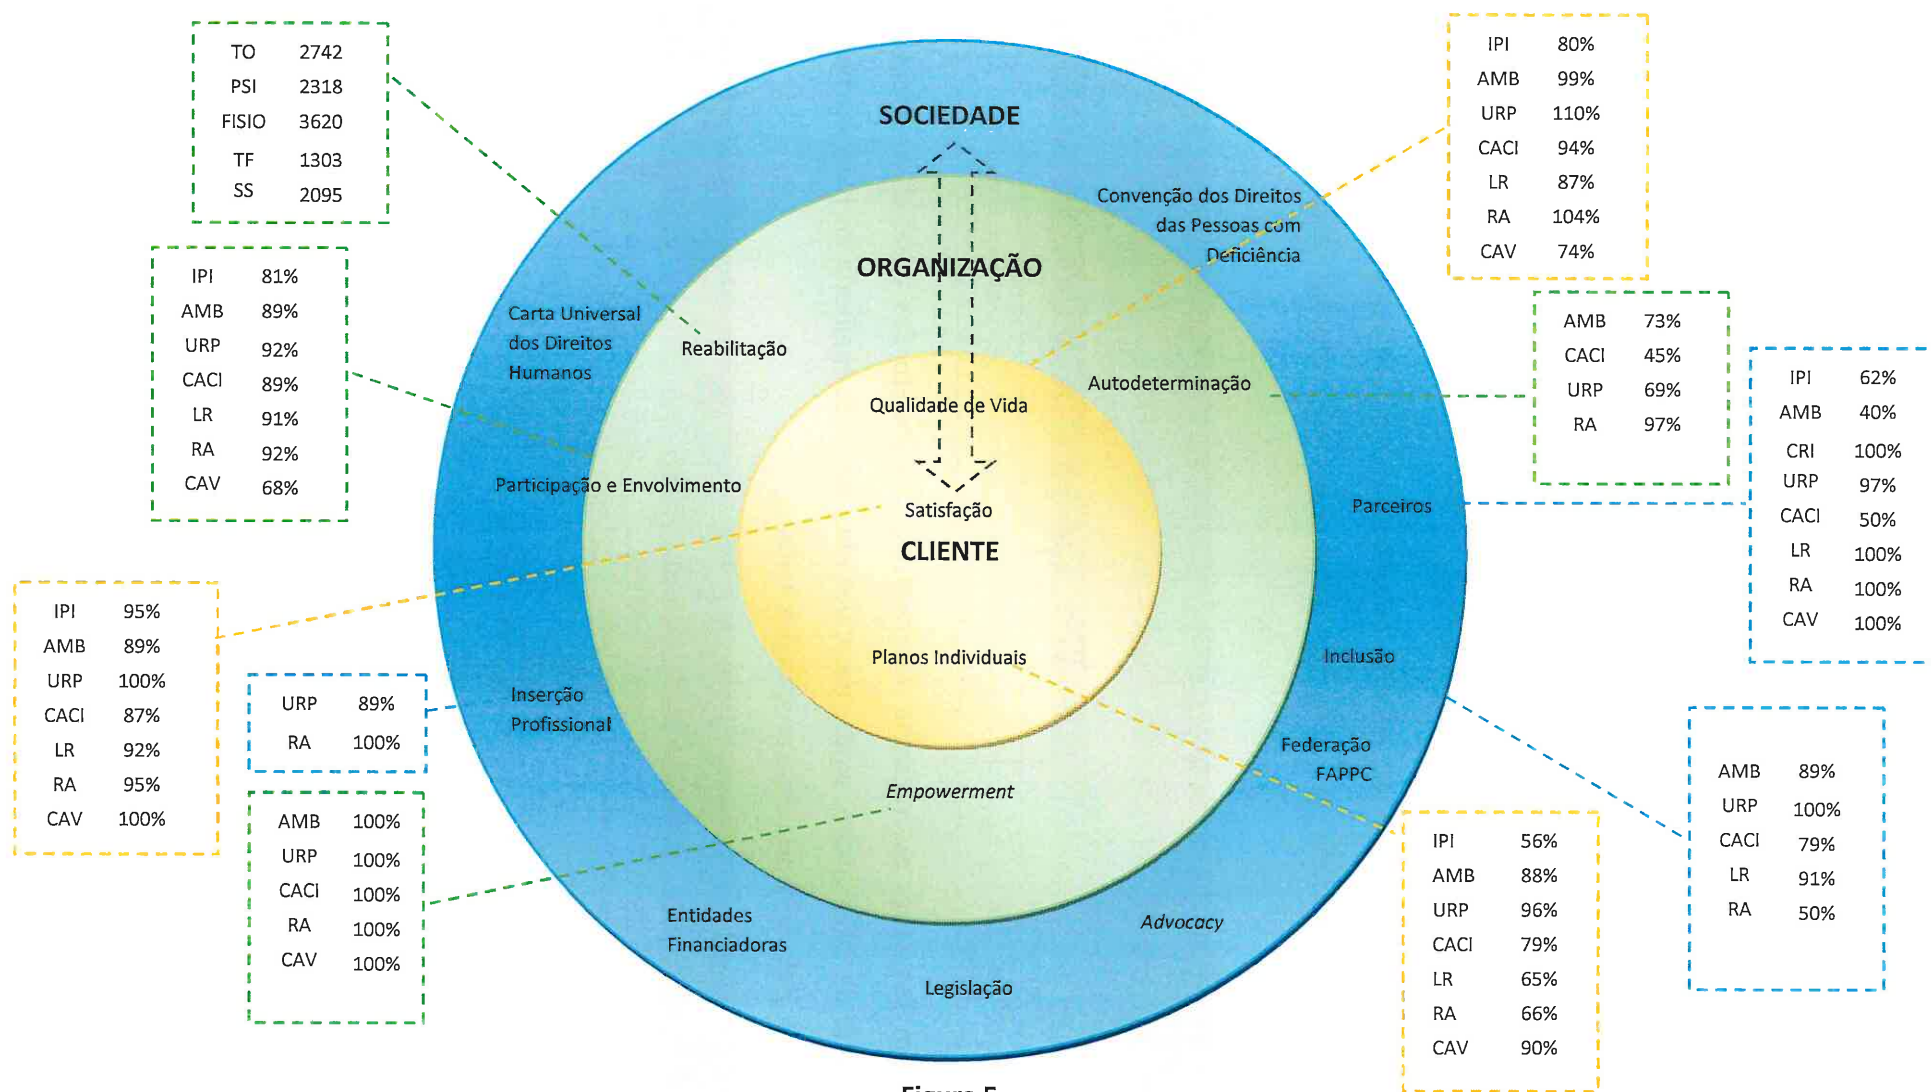 TO 2742
PSI 2318
FISIO 3620
TF 1303
SS 2095
IPI 81%
AMB 89%
URP 92%
CACI 89%
LR 91%
RA 92%
CAV 68%
IPI 95%
AMB 89%
URP 100%
CACI 87%
LR 92%
RA 95%
CAV 100%
URP 89%
RA 100%
AMB 100%
URP 100%
CACI 100%
RA 100%
CAV 100%
SOCIEDADE
Convenção dos Direitos
das Pessoas com
Deficiência
ORGANIZAÇÃO
Carta Universal
dos Direitos
Humanos
Reabilitação
Autodeterminação
Qualidade de Vida
Participação e Envolvimento
Satisfação
Parceiros
CLIENTE
Planos Individuais
Inclusão
Inserção
Profissional
Federação
FAPPC
Empowerment
Entidades
Financiadoras
Advocacy
Legislação
IPI 80%
AMB 99%
URP 110%
CACI 94%
LR 87%
RA 104%
CAV 74%
AMB 73%
CACI 45%
URP 69%
RA 97%
IPI 62%
AMB 40%
CRI 100%
URP 97%
CACI 50%
LR 100%
RA 100%
CAV 100%
AMB 89%
URP 100%
CACI 79%
LR 91%
RA 50%
IPI 56%
AMB 88%
URP 96%
CACI 79%
LR 65%
RA 66%
CAV 90%